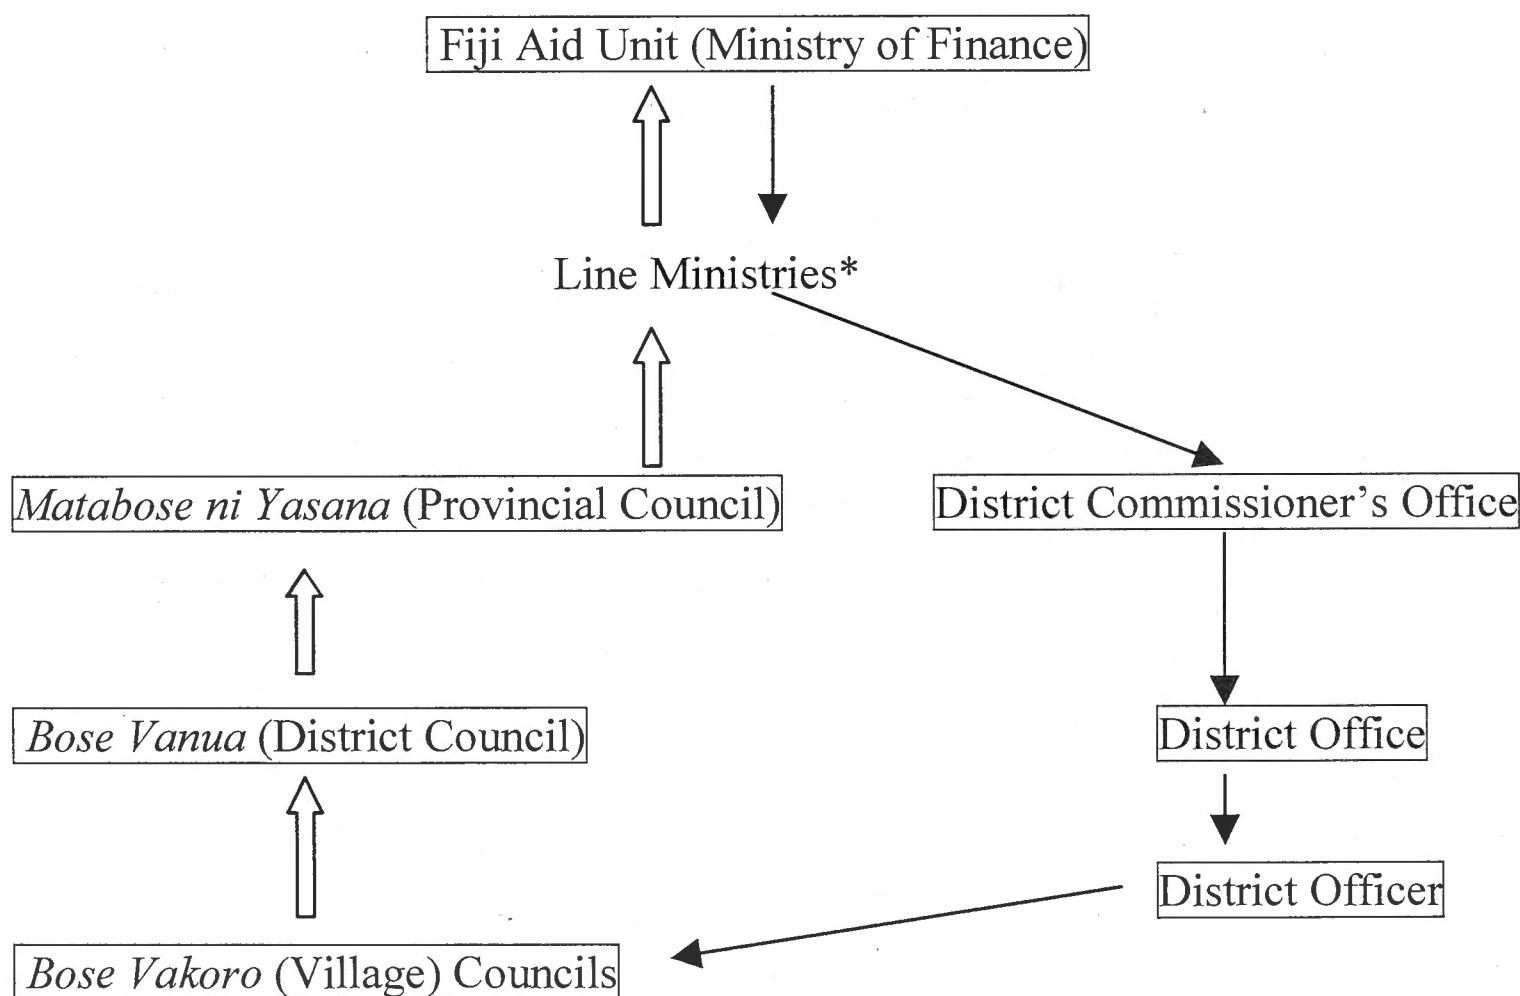 Fiji Aid Unit (Ministry of Finance)
Line Ministries*
Matabose ni Yasana (Provincial Council)
District Commissioner’s Office
Bose Vanua (District Council)
District Office
District Officer
Bose Vakoro (Village) Councils